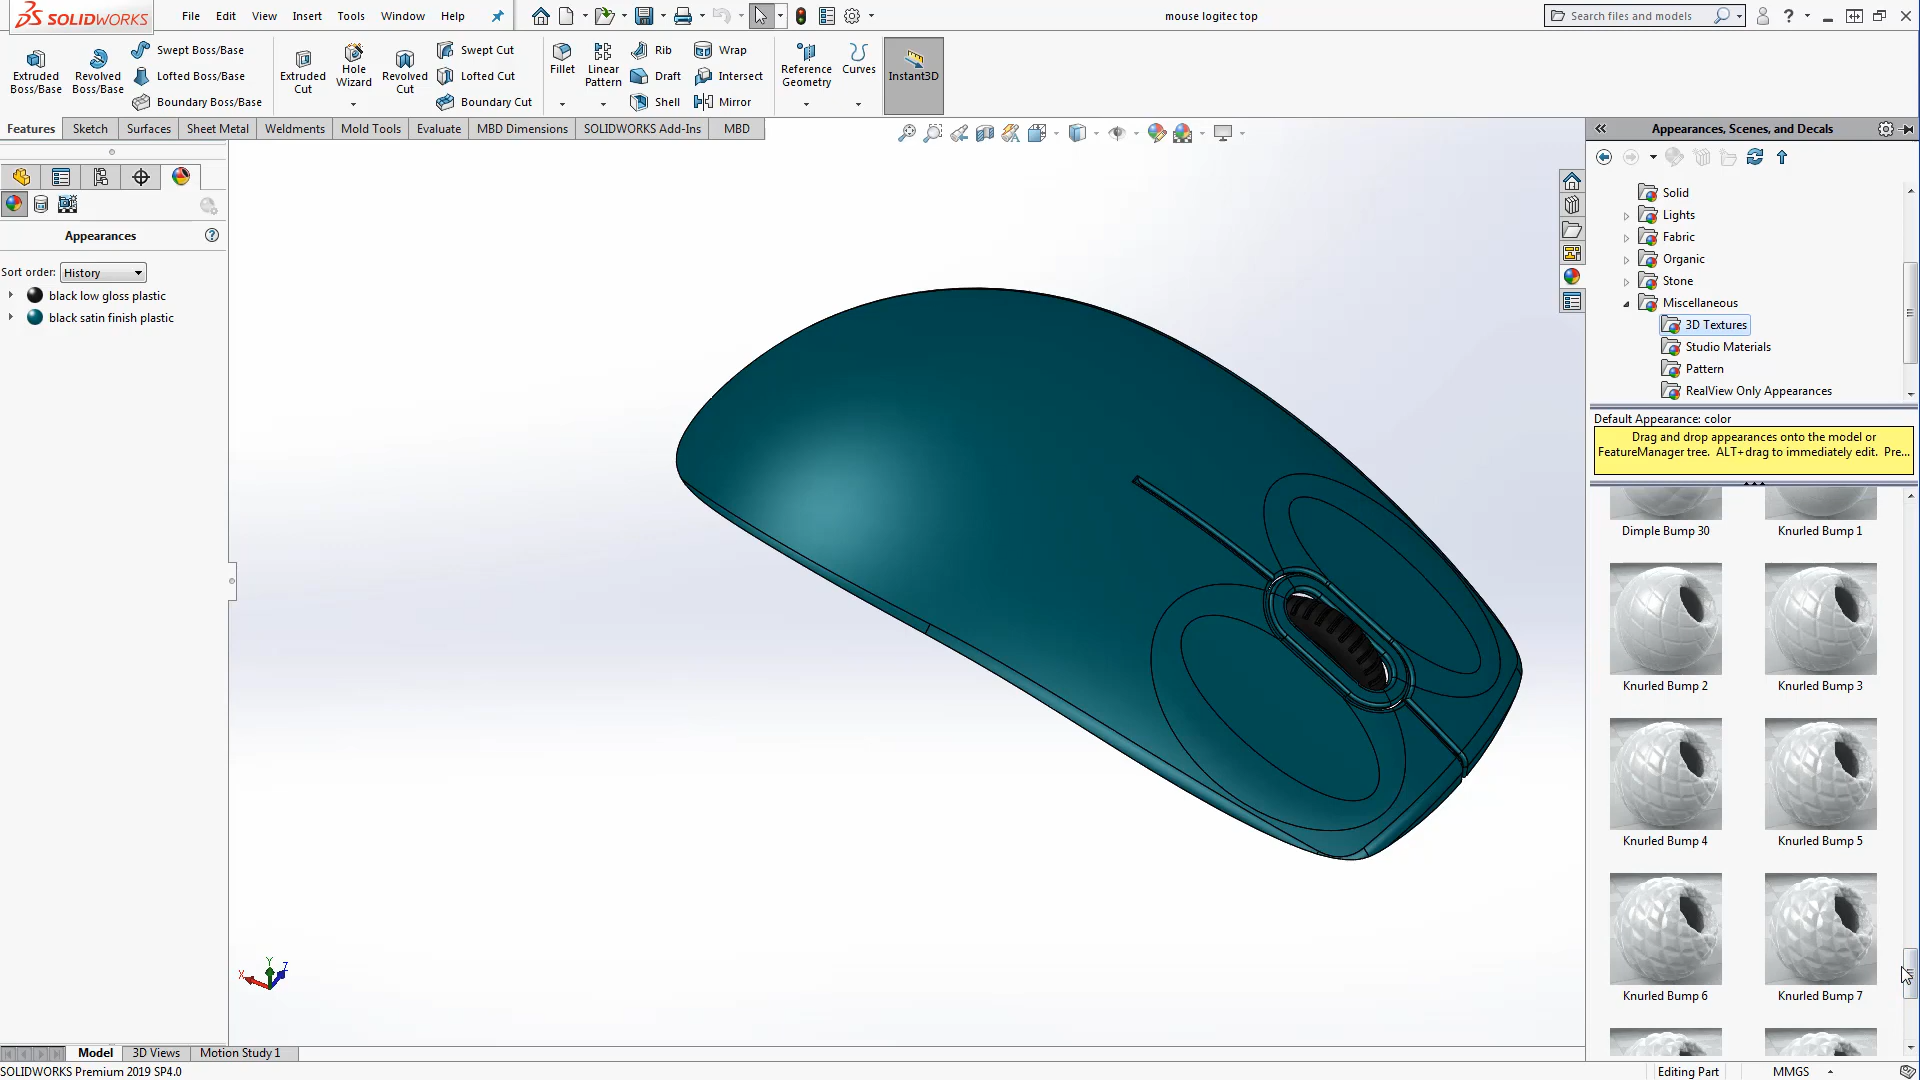 SOLIDWORKS
File Edit View Insert Tools Window Help
mouse logitec top
Search files and models
Extruded Boss/Base
Revolved Boss/Base
Swept Boss/Base
Lofted Boss/Base
Boundary Boss/Base
Extruded Cut
Hole Wizard
Revolved Cut
Swept Cut
Lofted Cut
Boundary Cut
Fillet
Linear Pattern
Rib
Draft
Shell
Wrap
Intersect
Mirror
Reference Geometry
Curves
Instant3D
Features Sketch Surfaces Sheet Metal Weldments Mold Tools Evaluate MBD Dimensions SOLIDWORKS Add-Ins MBD
Appearances
Sort order: History
black low gloss plastic
black satin finish plastic
X Y Z
Appearances, Scenes, and Decals
Solid
Lights
Fabric
Organic
Stone
Miscellaneous
3D Textures
Studio Materials
Pattern
RealView Only Appearances
Default Appearance: color
Drag and drop appearances onto the model or
FeatureManager tree. ALT+drag to immediately edit. Pre...
Dimple Bump 30 Knurled Bump 1
Knurled Bump 2 Knurled Bump 3
Knurled Bump 4 Knurled Bump 5
Knurled Bump 6 Knurled Bump 7
Model 3D Views Motion Study 1
SOLIDWORKS Premium 2019 SP4.0
Editing Part MMGS